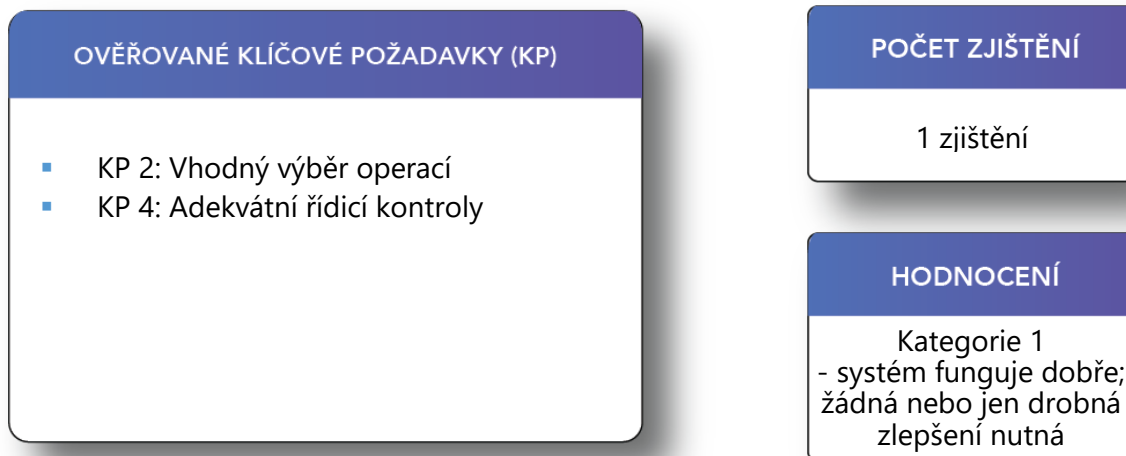 OVĚŘOVANÉ KLÍČOVÉ POŽADAVKY (KP)
▪ KP 2: Vhodný výběr operací
▪ KP 4: Adekvátní řídicí kontroly
POČET ZJIŠTĚNÍ
1 zjištění
HODNOCENÍ
Kategorie 1
- systém funguje dobře;
žádná nebo jen drobná
zlepšení nutná